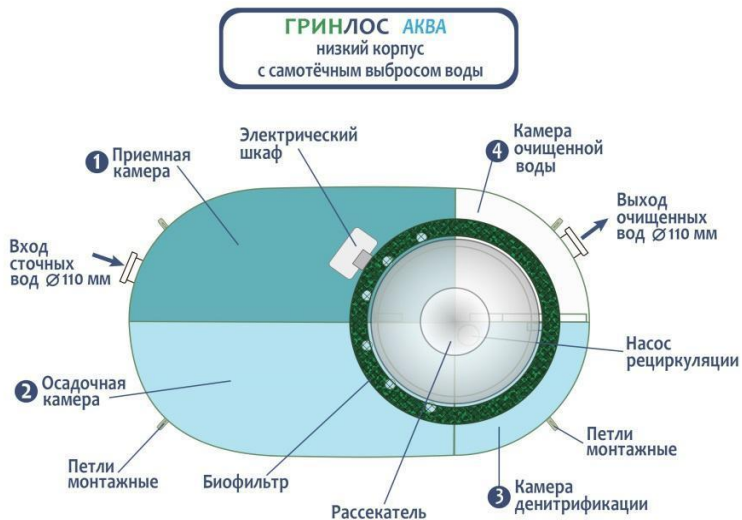 ГРИНЛОС АКВА
низкий корпус
с самотёчным выбросом воды
Электрический
шкаф
4 Камера
очищенной
воды
1 Приемная
камера
Выход
очищенных
вод ⌀110 мм
Вход
сточных
вод ⌀110 мм
Насос
рециркуляции
2 Осадочная
камера
Петли
монтажные
Петли
монтажные
Биофильтр
3 Камера
денитрификации
Рассекатель